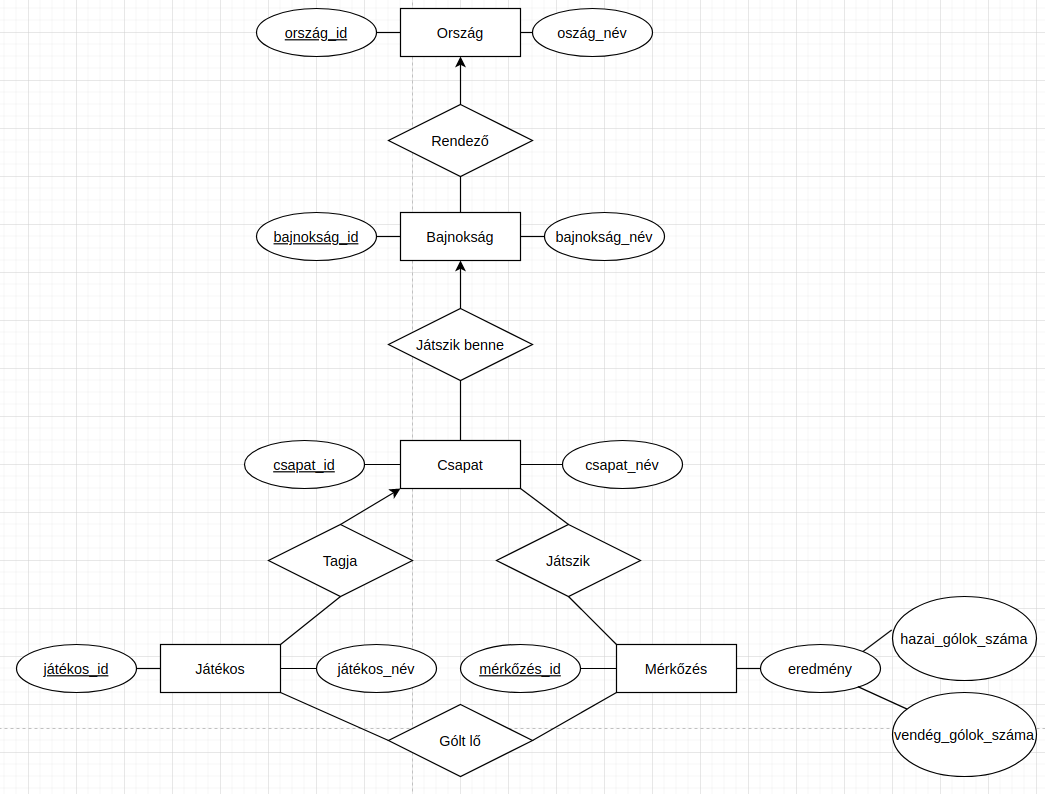 ország_id
Ország
oszág_név
Rendező
bajnokság_id
Bajnokság
bajnokság_név
Játszik benne
csapat_id
Csapat
csapat_név
Tagja
Játszik
játékos_id
Játékos
játékos_név
mérkőzés_id
Mérkőzés
eredmény
hazai_gólok_száma
vendég_gólok_száma
Gólt lő